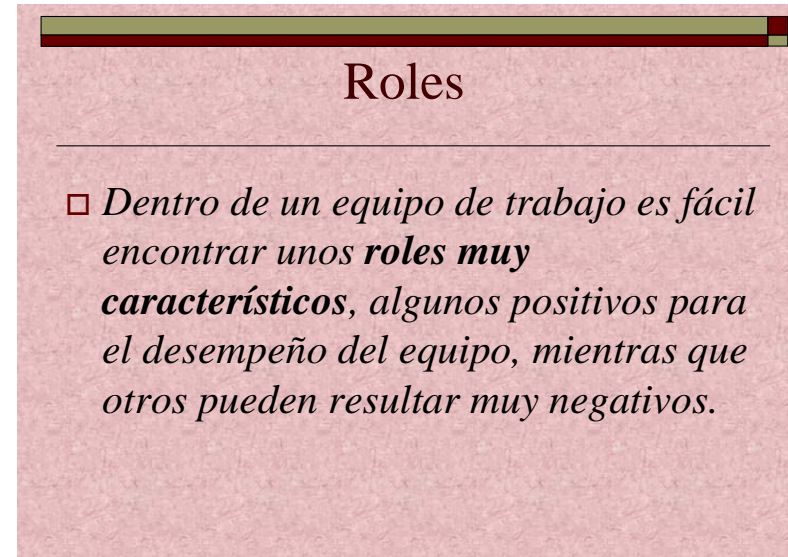 Roles
Dentro de un equipo de trabajo es fácil
encontrar unos roles muy
característicos, algunos positivos para
el desempeño del equipo, mientras que
otros pueden resultar muy negativos.